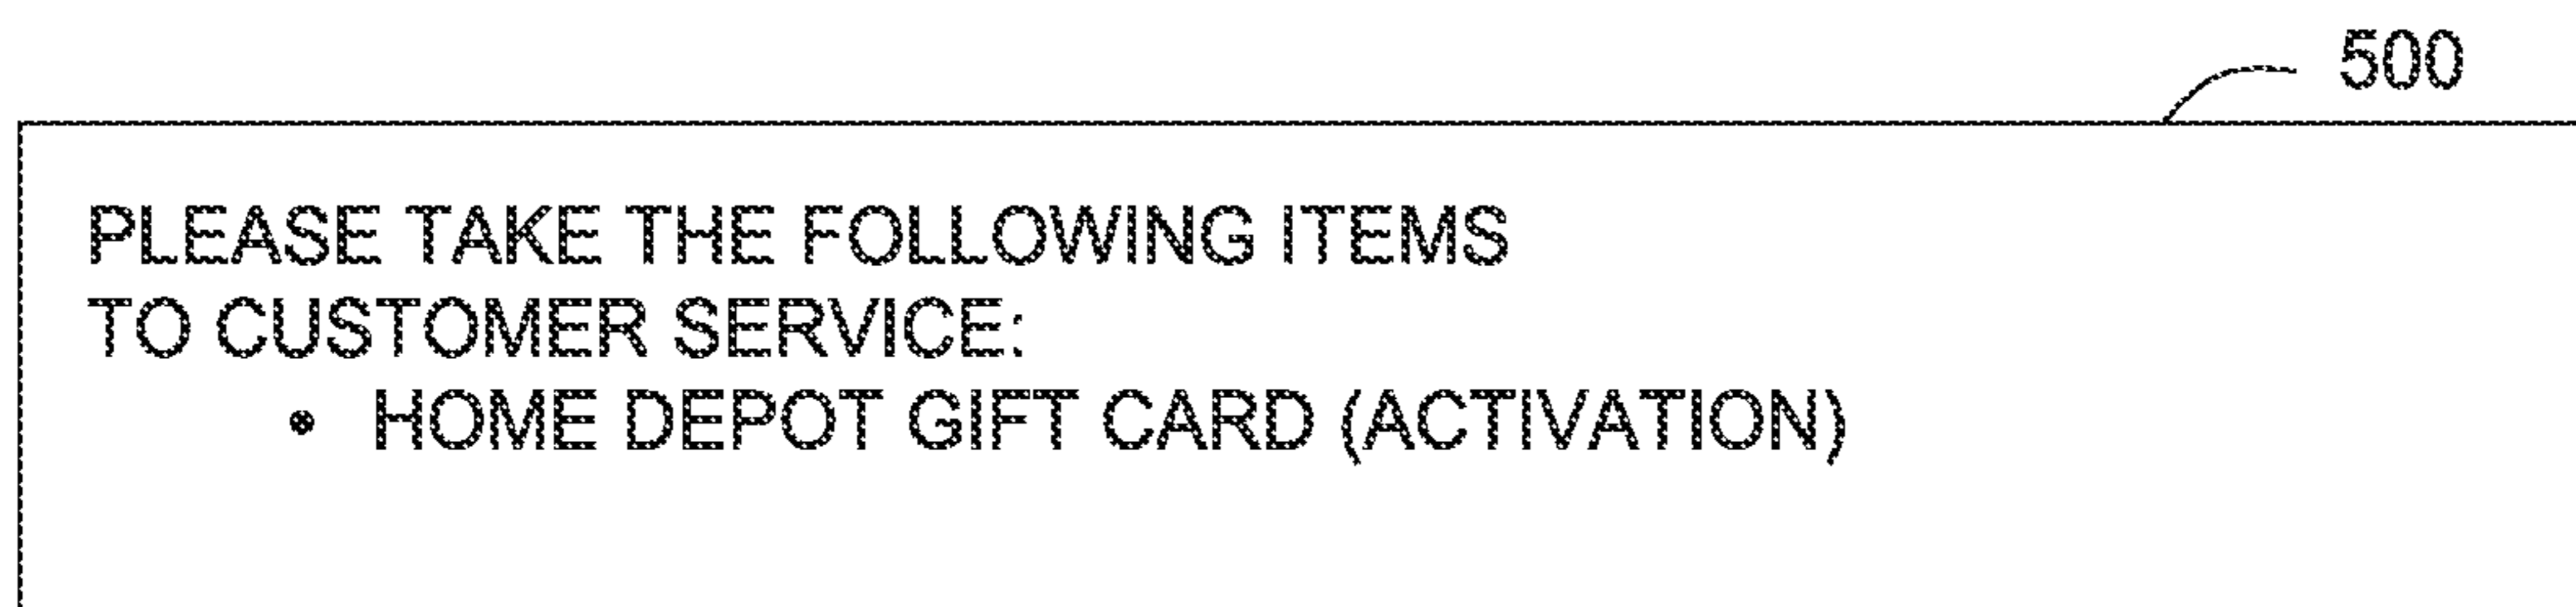 500
PLEASE TAKE THE FOLLOWING ITEMS
TO CUSTOMER SERVICE:
• HOME DEPOT GIFT CARD (ACTIVATION)